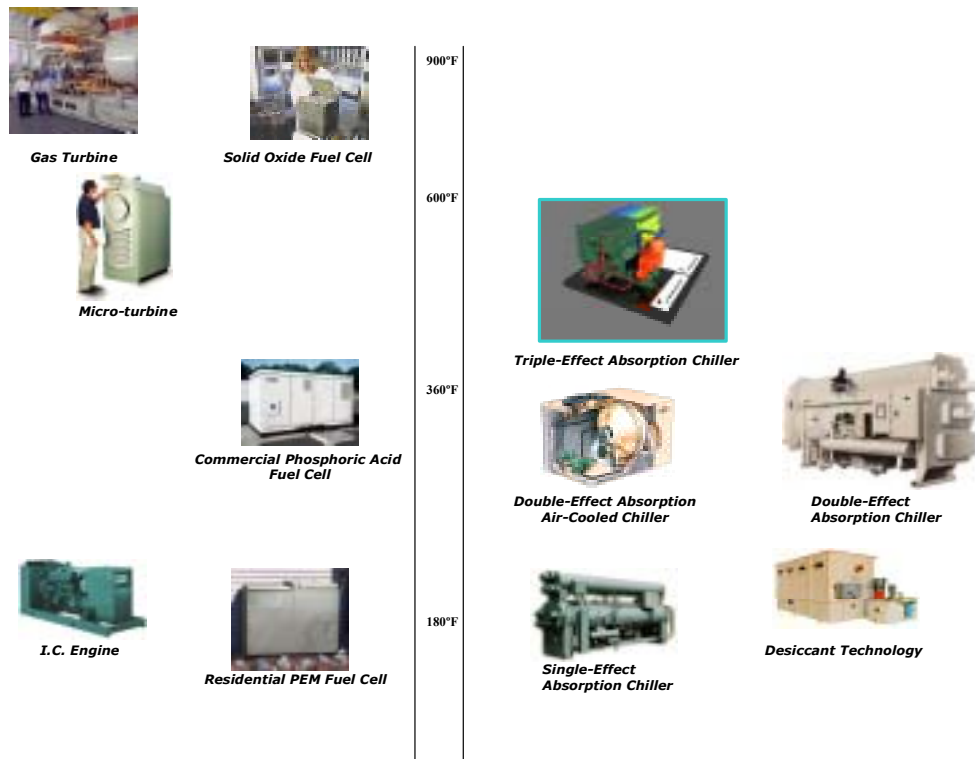 900°F
Gas Turbine
Solid Oxide Fuel Cell
600°F
Micro-turbine
Triple-Effect Absorption Chiller
360°F
Commercial Phosphoric Acid
Fuel Cell
Double-Effect Absorption
Air-Cooled Chiller
Double-Effect
Absorption Chiller
180°F
I.C. Engine
Residential PEM Fuel Cell
Single-Effect
Absorption Chiller
Desiccant Technology